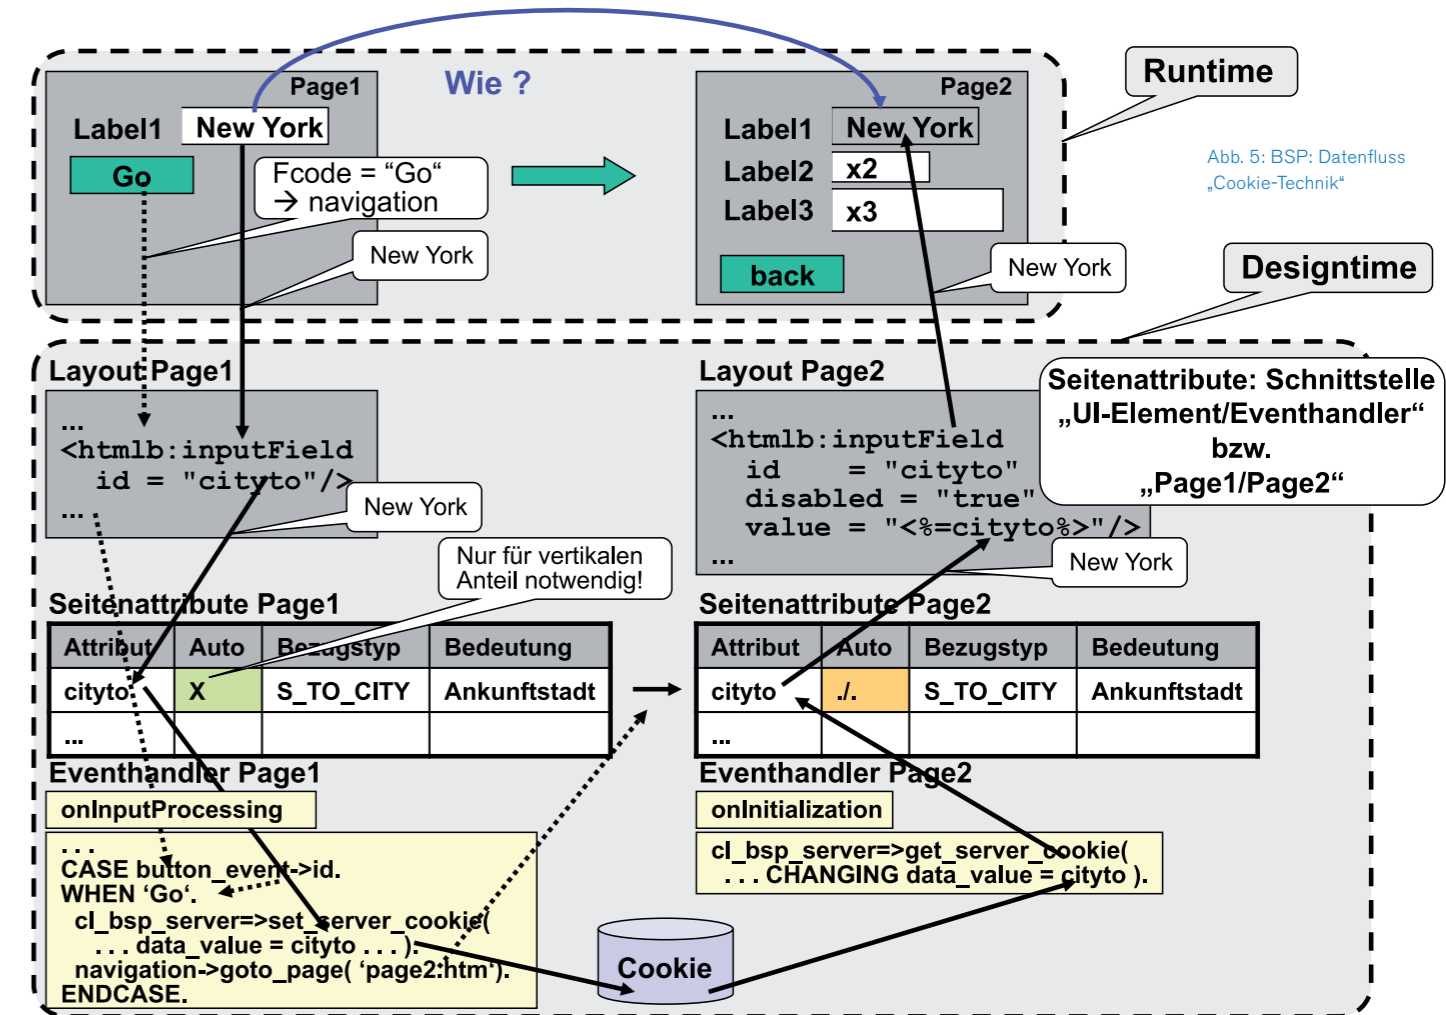 Wie ?
Runtime
Page1
Label1 New York
Go
Fcode = “Go“
→ navigation
New York
Page2
Label1 New York
Label2 x2
Label3 x3
back
New York
Abb. 5: BSP: Datenfluss
„Cookie-Technik“
Designtime
Seitenattribute: Schnittstelle
„UI-Element/Eventhandler“
bzw.
„Page1/Page2“
Layout Page1
...
<htmlb:inputField
id = "cityto"/>
...
New York
Layout Page2
...
<htmlb:inputField
id = "cityto"
disabled = "true"
value = "<%=cityto%>"/>
...
New York
Nur für vertikalen
Anteil notwendig!
Seitenattribute Page1
Attribut Auto Bezugstyp Bedeutung
cityto X S_TO_CITY Ankunftstadt
...
Seitenattribute Page2
Attribut Auto Bezugstyp Bedeutung
cityto ./. S_TO_CITY Ankunftstadt
...
Eventhandler Page1
onInputProcessing
. . .
CASE button_event->id.
WHEN ‘Go‘.
cl_bsp_server=>set_server_cookie(
. . . data_value = cityto . . . ).
navigation->goto_page( ‘page2.htm‘).
ENDCASE.
Cookie
Eventhandler Page2
onInitialization
cl_bsp_server=>get_server_cookie(
. . . CHANGING data_value = cityto ).